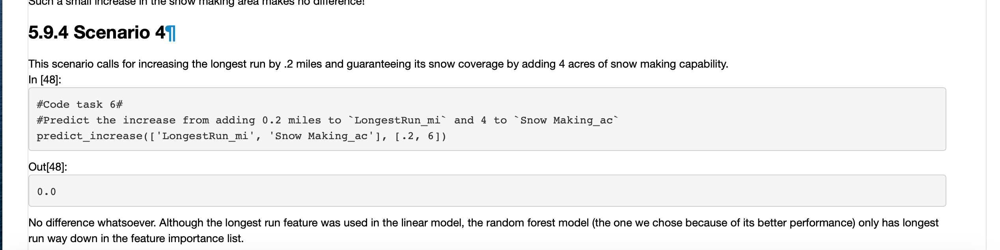 Such a small increase in the snow making area makes no difference!
5.9.4 Scenario 4¶
This scenario calls for increasing the longest run by .2 miles and guaranteeing its snow coverage by adding 4 acres of snow making capability.
In [48]:
#Code task 6#
#Predict the increase from adding 0.2 miles to `LongestRun_mi` and 4 to `Snow Making_ac`
predict_increase(['LongestRun_mi', 'Snow Making_ac'], [.2, 6])
Out[48]:
0.0
No difference whatsoever. Although the longest run feature was used in the linear model, the random forest model (the one we chose because of its better performance) only has longest
run way down in the feature importance list.